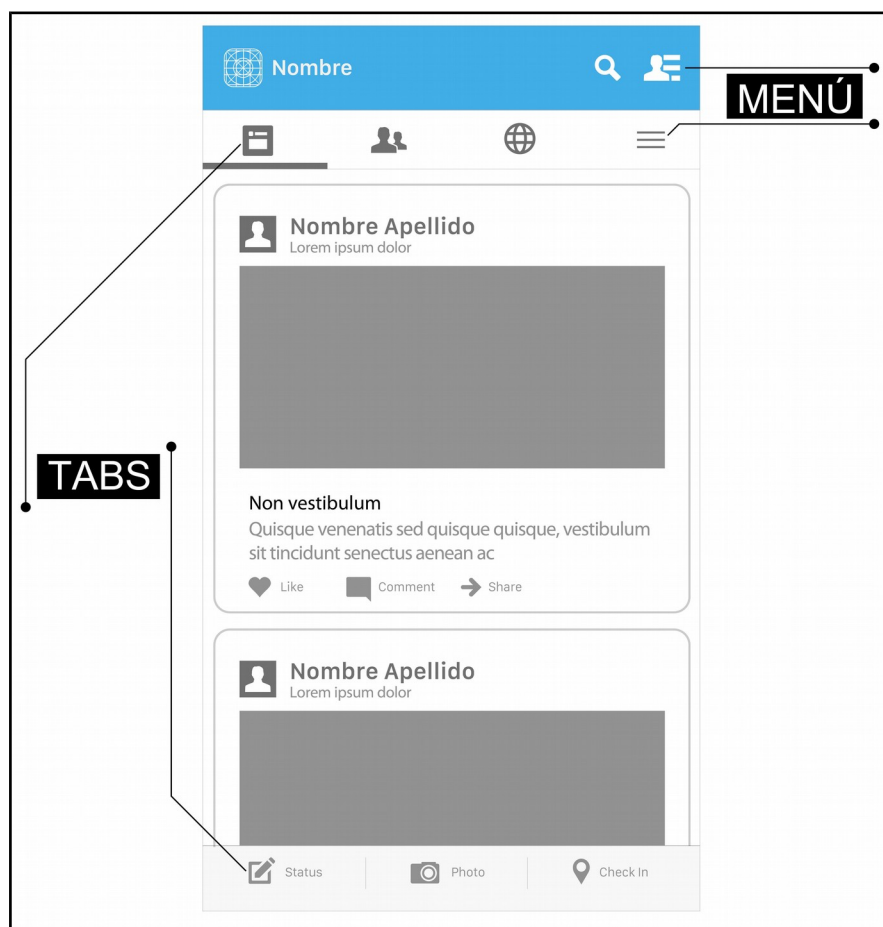 Nombre
MENÚ
Nombre Apellido
Lorem ipsum dolor
TABS
Non vestibulum
Quisque venenatis sed quisque quisque, vestibulum
sit tincidunt senectus aenean ac
Like Comment Share
Nombre Apellido
Lorem ipsum dolor
Status Photo Check In